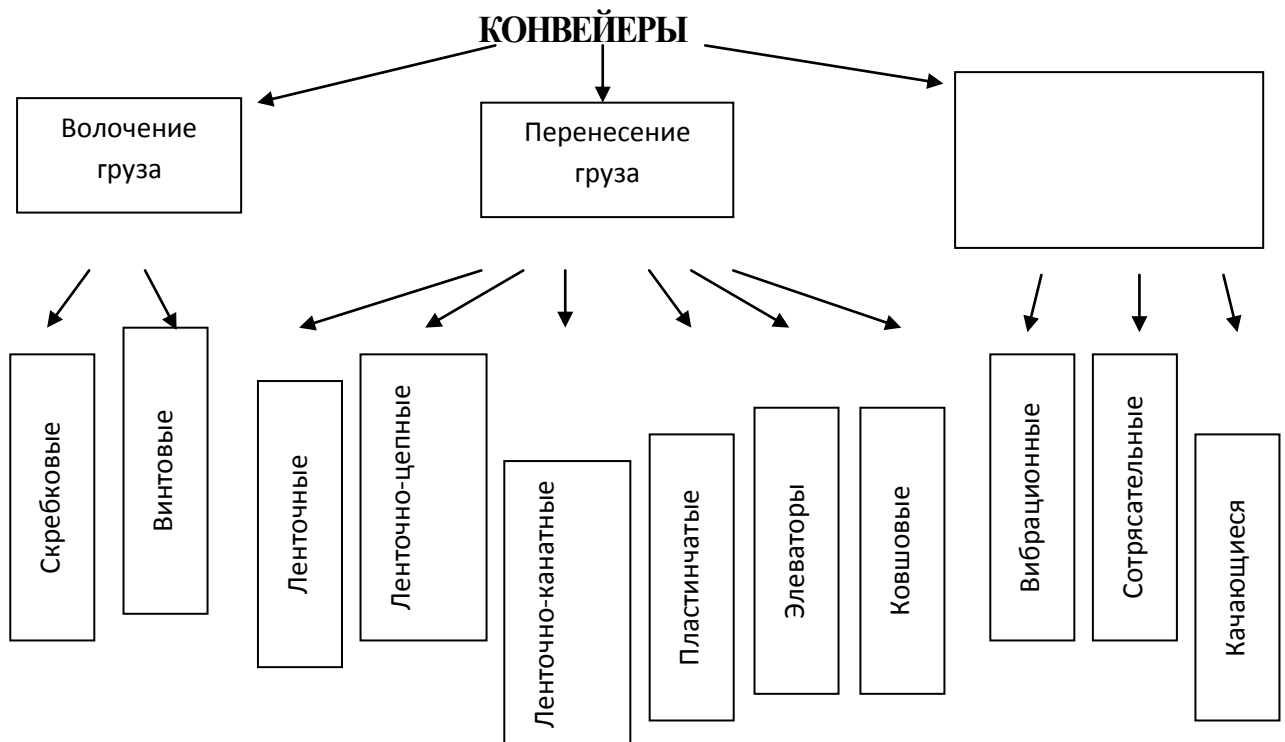 КОНВЕЙЕРЫ
Волочение
груза
Перенесение
груза
Скребковые
Винтовые
Ленточные
Ленточно-цепные
Ленточно-канатные
Пластинчатые
Элеваторы
Ковшовые
Вибрационные
Сотрясательные
Качающиеся